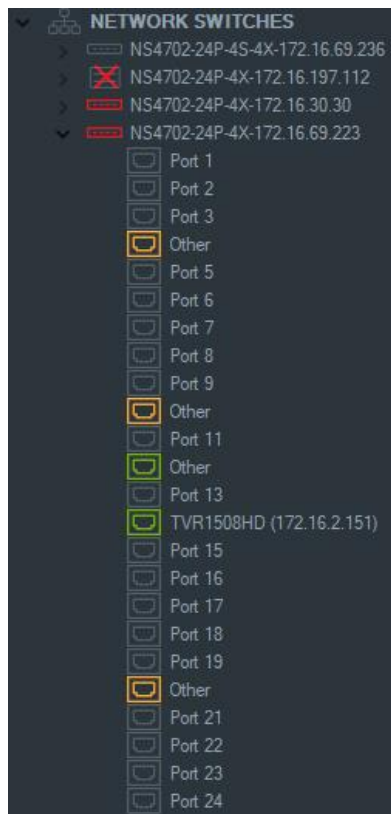 NETWORK SWITCHES
NS4702-24P-4S-4X-172.16.69.236
NS4702-24P-4X-172.16.197.112
NS4702-24P-4X-172.16.30.30
NS4702-24P-4X-172.16.69.223
Port 1
Port 2
Port 3
Other
Port 5
Port 6
Port 7
Port 8
Port 9
Other
Port 11
Other
Port 13
TVR1508HD (172.16.2.151)
Port 15
Port 16
Port 17
Port 18
Port 19
Other
Port 21
Port 22
Port 23
Port 24